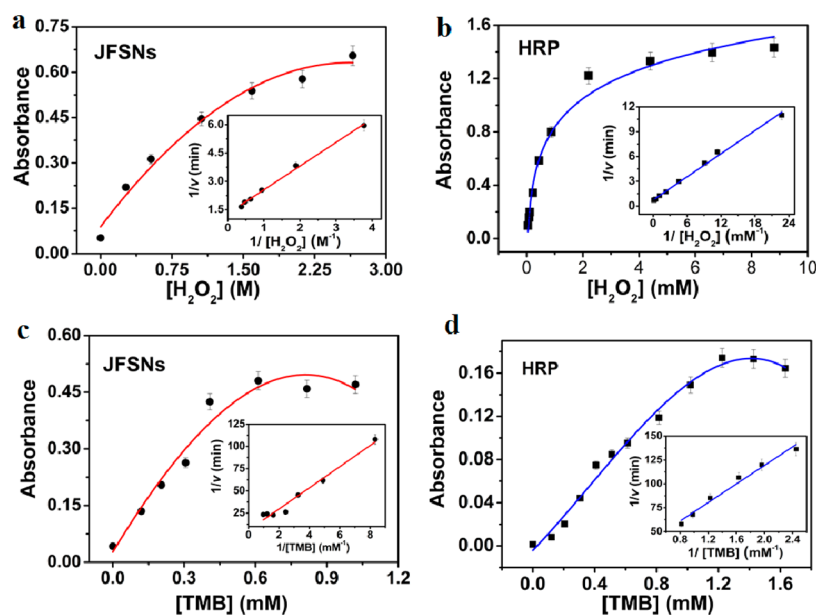 a
JFSNs
Absorbance
0.75
0.60
0.45
0.30
0.15
0.00
0.00 0.75 1.50 2.25 3.00
[H₂O₂] (M)
1/v (min)
6.0
4.5
3.0
1.5
0 1 2 3 4
1/ [H₂O₂] (M⁻¹)
b
HRP
Absorbance
1.6
1.2
0.8
0.4
0.0
0 2 4 6 8 10
[H₂O₂] (mM)
1/v (min)
12
9
6
3
0
0 6 12 18 24
1/ [H₂O₂] (mM⁻¹)
c
JFSNs
Absorbance
0.60
0.45
0.30
0.15
0.00
0.0 0.3 0.6 0.9 1.2
[TMB] (mM)
1/v (min)
125
100
75
50
25
0 2 4 6 8
1/[TMB] (mM⁻¹)
d
HRP
Absorbance
0.16
0.12
0.08
0.04
0.00
0.0 0.4 0.8 1.2 1.6
[TMB] (mM)
1/v (min)
150
125
100
75
50
0.8 1.2 1.6 2.0 2.4
1/ [TMB] (mM⁻¹)